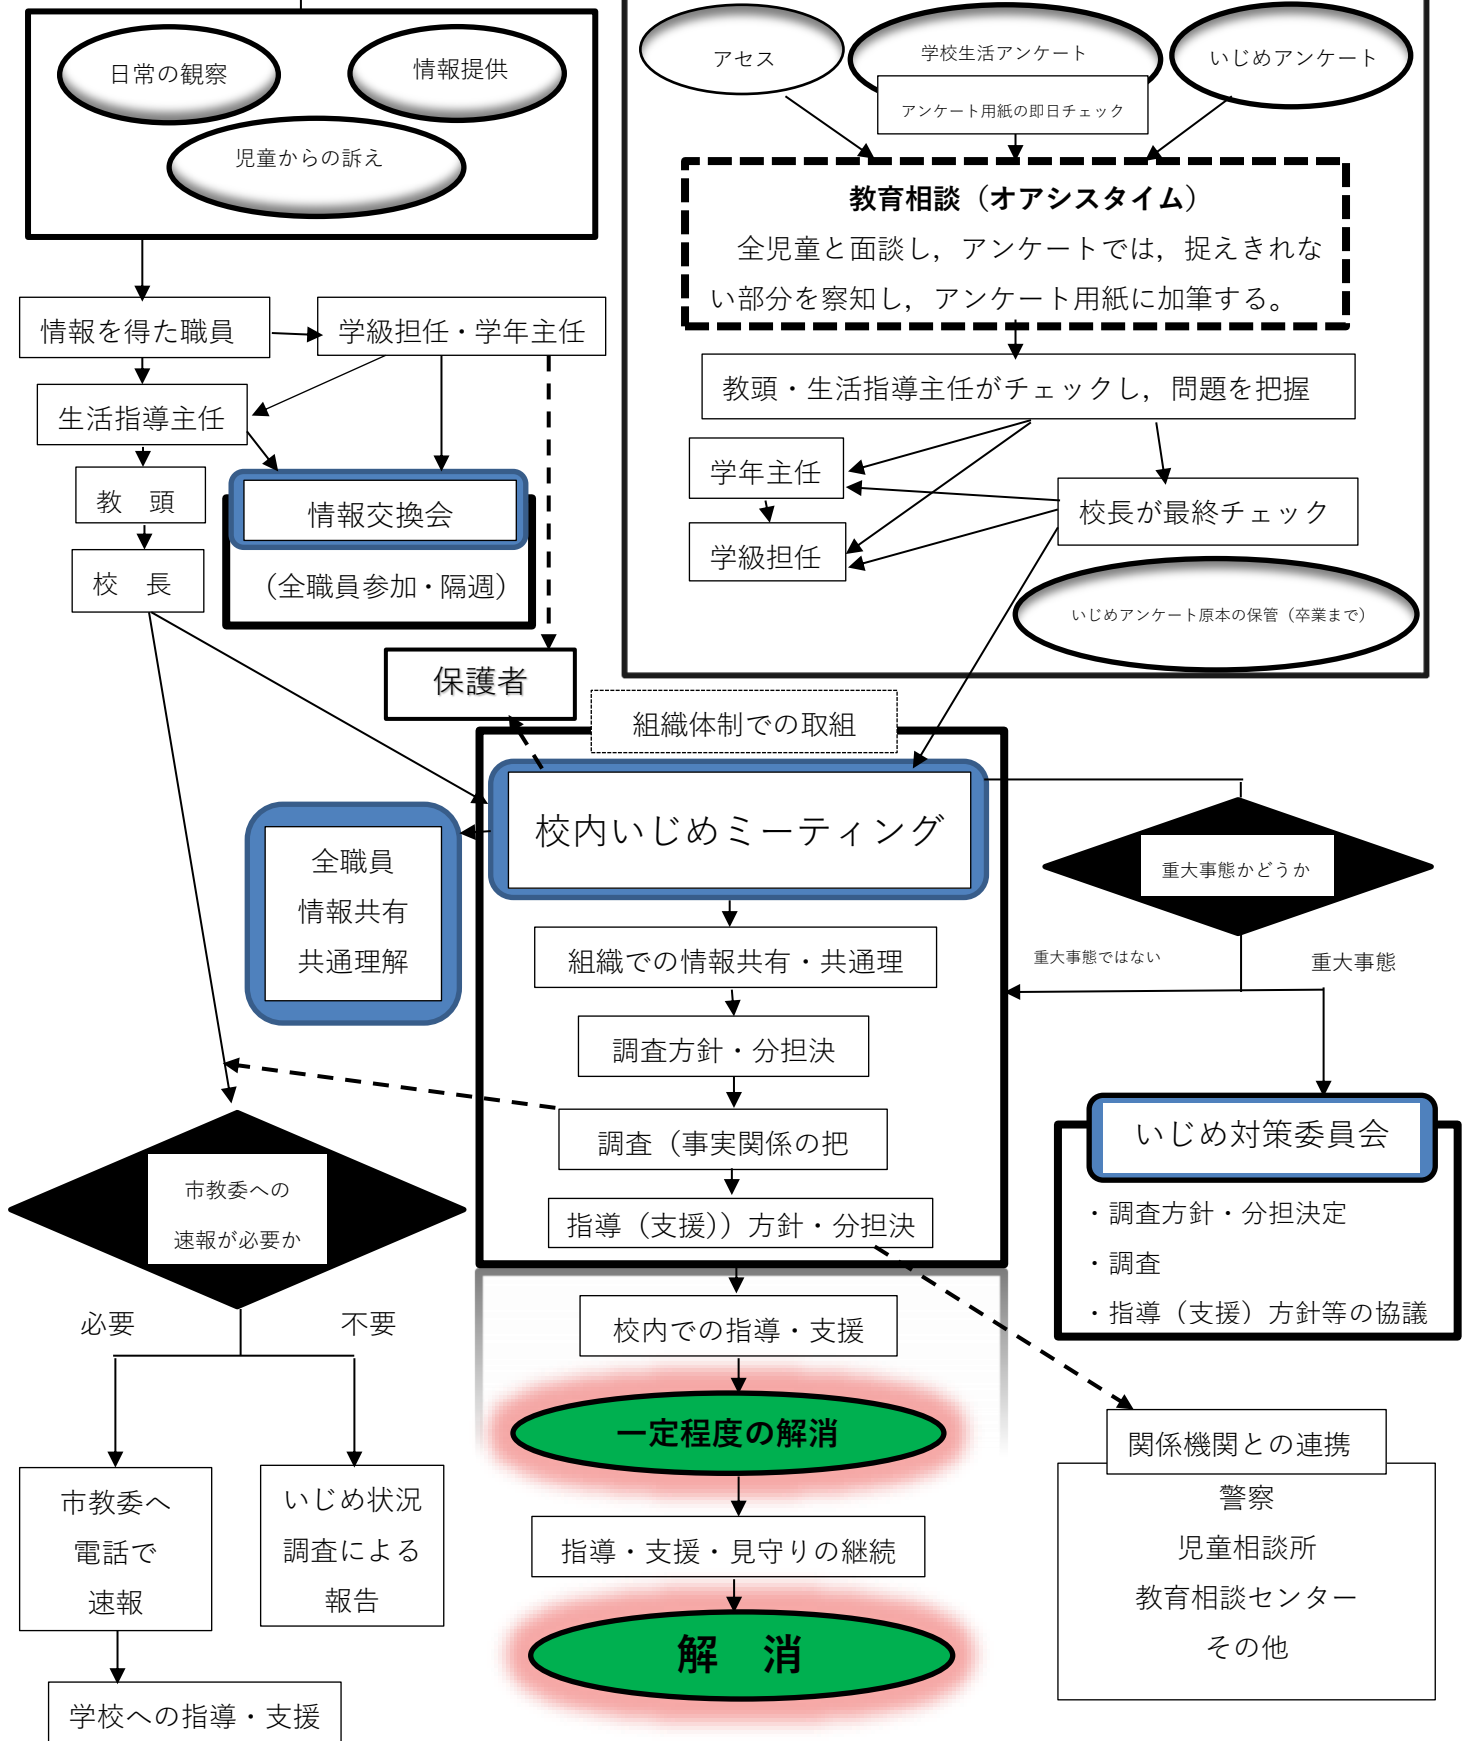 日常の観察
情報提供
児童からの訴え
情報を得た職員
学級担任・学年主任
生活指導主任
教　頭
校　長
情報交換会
（全職員参加・隔週）
保護者
アセス
学校生活アンケート
いじめアンケート
アンケート用紙の即日チェック
教育相談（オアシスタイム）
全児童と面談し，アンケートでは，捉えきれな
い部分を察知し，アンケート用紙に加筆する。
教頭・生活指導主任がチェックし，問題を把握
学年主任
学級担任
校長が最終チェック
いじめアンケート原本の保管（卒業まで）
組織体制での取組
校内いじめミーティング
全職員
情報共有
共通理解
組織での情報共有・共通理
調査方針・分担決
調査（事実関係の把
指導（支援））方針・分担決
重大事態かどうか
重大事態ではない
重大事態
いじめ対策委員会
・調査方針・分担決定
・調査
・指導（支援）方針等の協議
市教委への
速報が必要か
必要
不要
市教委へ
電話で
速報
いじめ状況
調査による
報告
学校への指導・支援
校内での指導・支援
一定程度の解消
指導・支援・見守りの継続
解　消
関係機関との連携
警察
児童相談所
教育相談センター
その他